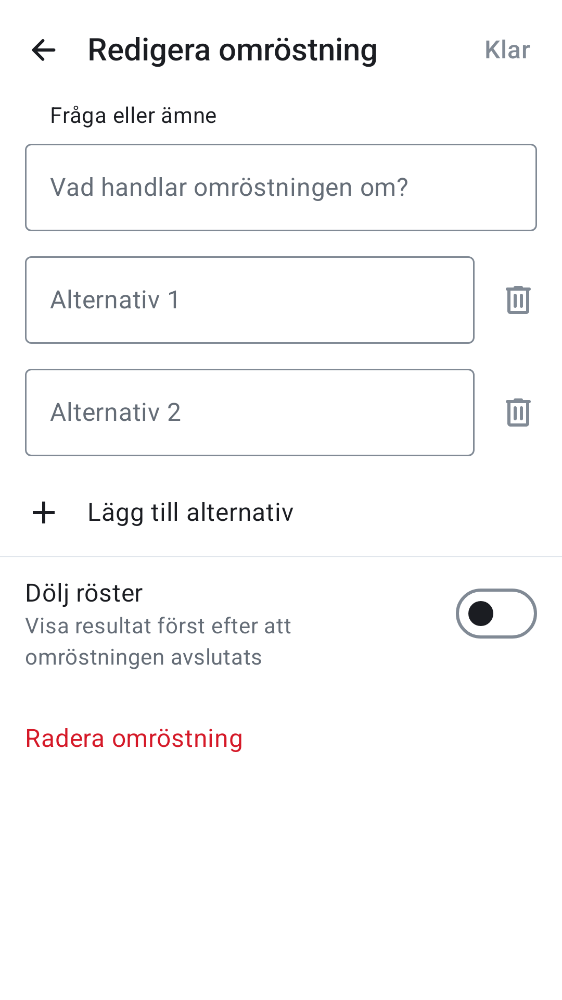 Redigera omröstning
Klar
Fråga eller ämne
Vad handlar omröstningen om?
Alternativ 1
Alternativ 2
Lägg till alternativ
Dölj röster
Visa resultat först efter att
omröstningen avslutats
Radera omröstning